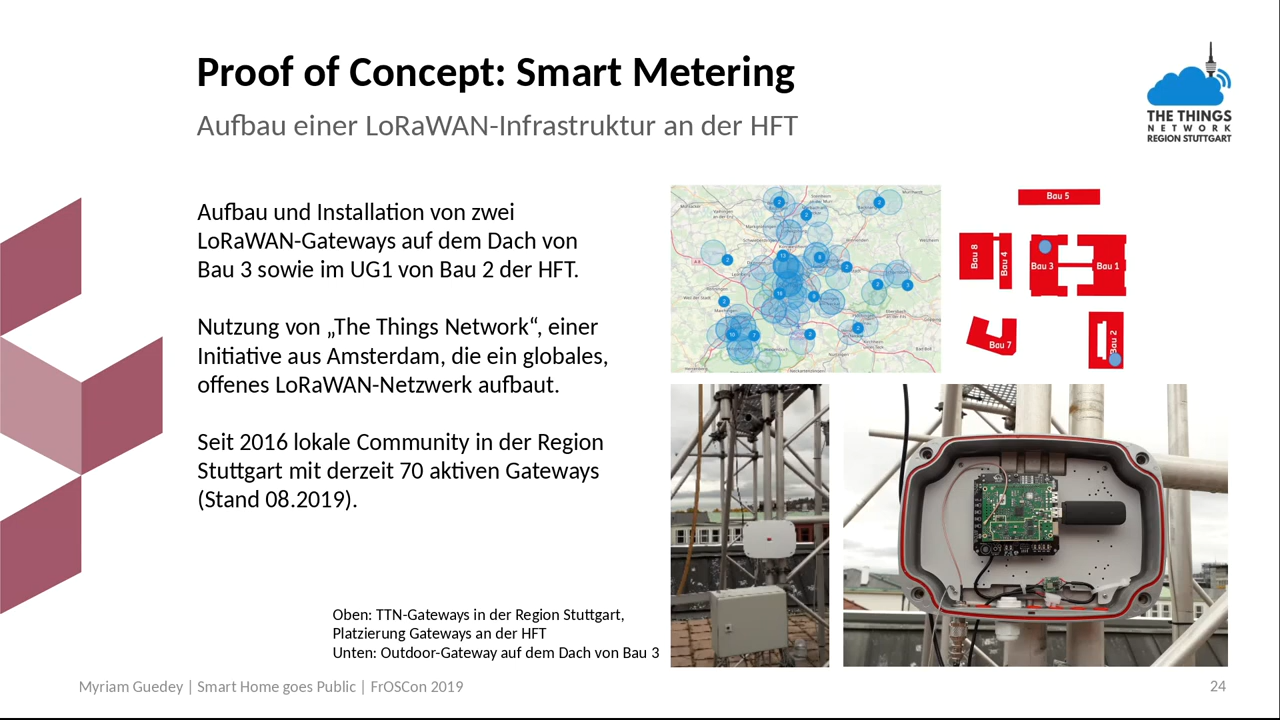 Proof of Concept: Smart Metering
Aufbau einer LoRaWAN-Infrastruktur an der HFT
THE THINGS
NETWORK
REGION STUTTGART
Aufbau und Installation von zwei
LoRaWAN-Gateways auf dem Dach von
Bau 3 sowie im UG1 von Bau 2 der HFT.
Nutzung von „The Things Network“, einer
Initiative aus Amsterdam, die ein globales,
offenes LoRaWAN-Netzwerk aufbaut.
Seit 2016 lokale Community in der Region
Stuttgart mit derzeit 70 aktiven Gateways
(Stand 08.2019).
Bau 5
Bau 8
Bau 4
Bau 3
Bau 1
Bau 7
Bau 2
Oben: TTN-Gateways in der Region Stuttgart,
Platzierung Gateways an der HFT
Unten: Outdoor-Gateway auf dem Dach von Bau 3
Myriam Guedey | Smart Home goes Public | FrOSCon 2019
24